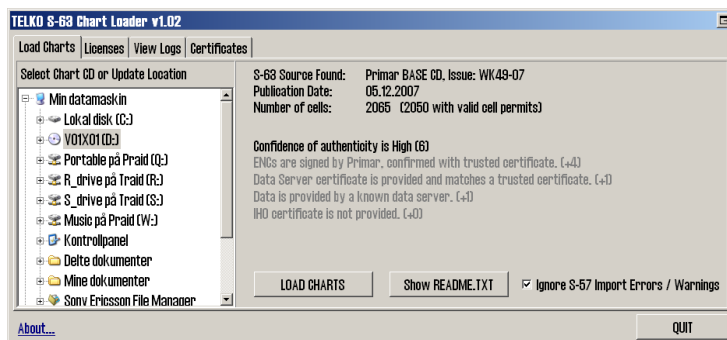 TELKO S-63 Chart Loader v1.02
Load Charts Licenses View Logs Certificates
Select Chart CD or Update Location
Min datamaskin
Lokal disk (C:)
V01X01 (D:)
Portable på Praid (Q:)
R_drive på Traid (R:)
S_drive på Traid (S:)
Music på Praid (W:)
Kontrollpanel
Delte dokumenter
Mine dokumenter
Sony Ericsson File Manager
S-63 Source Found: Primar BASE CD, Issue: WK49-07
Publication Date: 05.12.2007
Number of cells: 2065 (2050 with valid cell permits)
Confidence of authenticity is High (6)
ENCs are signed by Primar, confirmed with trusted certificate. (+4)
Data Server certificate is provided and matches a trusted certificate. (+1)
Data is provided by a known data server. (+1)
IHO certificate is not provided. (+0)
LOAD CHARTS Show README.TXT Ignore S-57 Import Errors / Warnings
About... QUIT